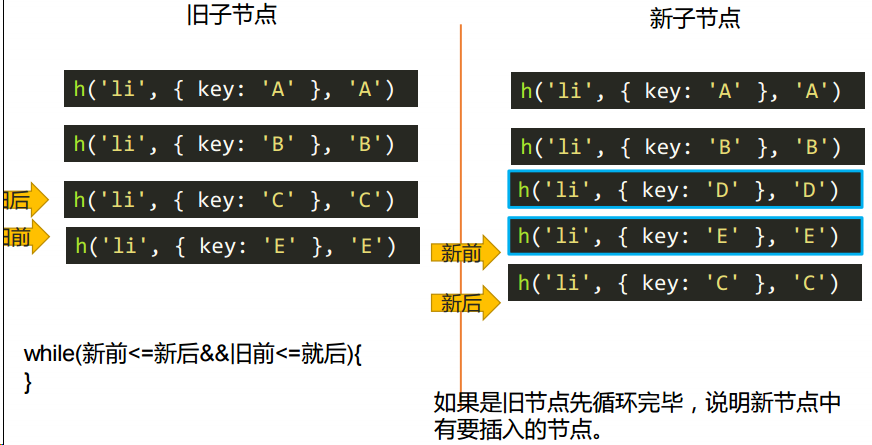 旧子节点
新子节点
h('li', { key: 'A' }, 'A')
h('li', { key: 'B' }, 'B')
旧后
h('li', { key: 'C' }, 'C')
旧前
h('li', { key: 'E' }, 'E')
h('li', { key: 'A' }, 'A')
h('li', { key: 'B' }, 'B')
h('li', { key: 'D' }, 'D')
h('li', { key: 'E' }, 'E')
新前
h('li', { key: 'C' }, 'C')
新后
while(新前<=新后&&旧前<=就后){
}
如果是旧节点先循环完毕，说明新节点中
有要插入的节点。